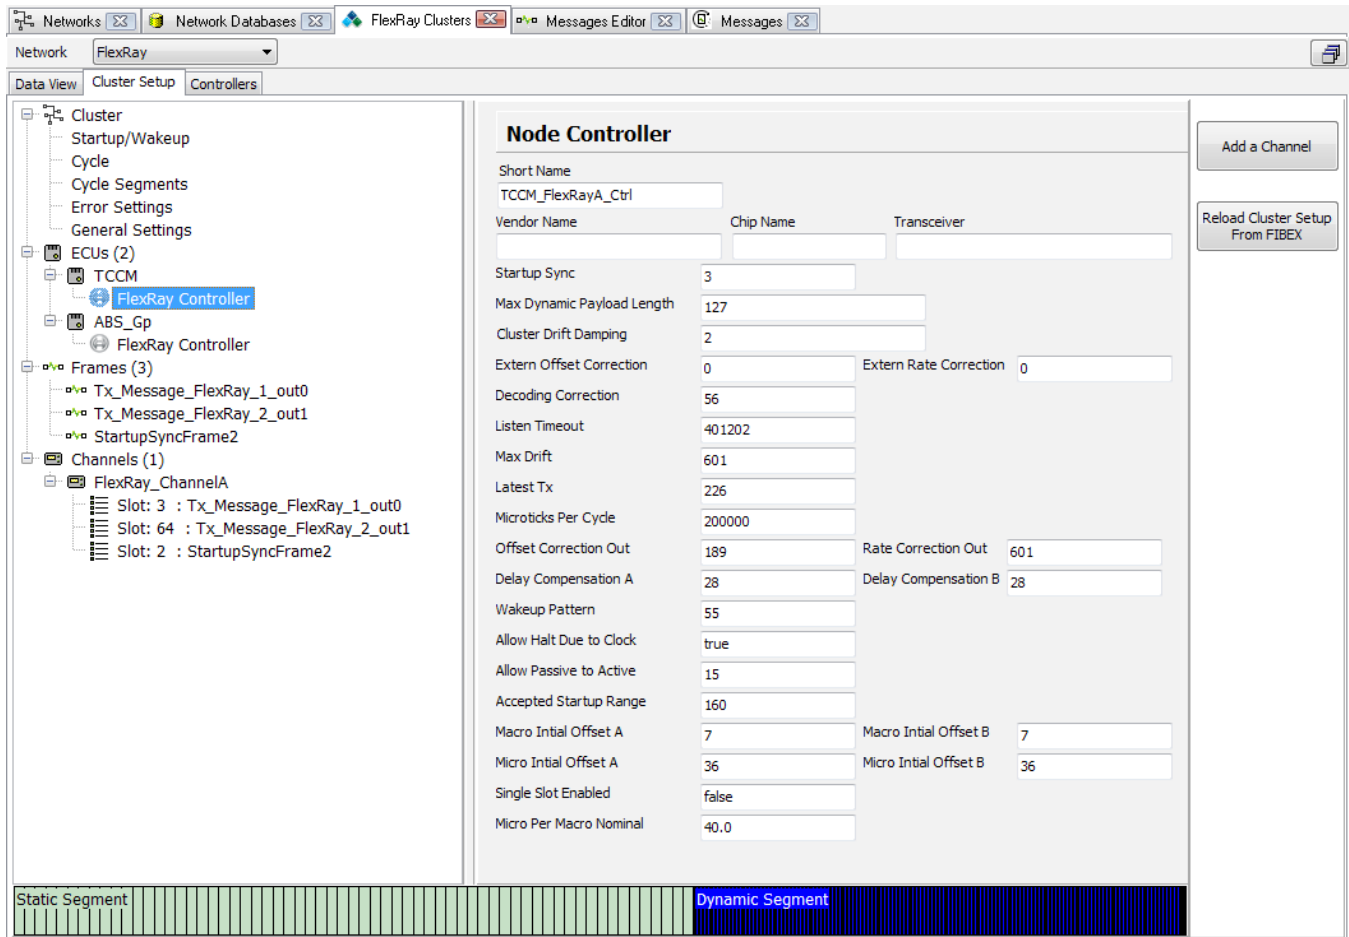 Networks Network Databases FlexRay Clusters Messages Editor Messages
Network FlexRay
Data View Cluster Setup Controllers
Cluster
Startup/Wakeup
Cycle
Cycle Segments
Error Settings
General Settings
ECUs (2)
TCCM
FlexRay Controller
ABS_Gp
FlexRay Controller
Frames (3)
Tx_Message_FlexRay_1_out0
Tx_Message_FlexRay_2_out1
StartupSyncFrame2
Channels (1)
FlexRay_ChannelA
Slot: 3 : Tx_Message_FlexRay_1_out0
Slot: 64 : Tx_Message_FlexRay_2_out1
Slot: 2 : StartupSyncFrame2
Node Controller
Short Name
TCCM_FlexRayA_Ctrl
Vendor Name Chip Name Transceiver
Startup Sync 3
Max Dynamic Payload Length 127
Cluster Drift Damping 2
Extern Offset Correction 0 Extern Rate Correction 0
Decoding Correction 56
Listen Timeout 401202
Max Drift 601
Latest Tx 226
Microticks Per Cycle 200000
Offset Correction Out 189 Rate Correction Out 601
Delay Compensation A 28 Delay Compensation B 28
Wakeup Pattern 55
Allow Halt Due to Clock true
Allow Passive to Active 15
Accepted Startup Range 160
Macro Intial Offset A 7 Macro Intial Offset B 7
Micro Intial Offset A 36 Micro Intial Offset B 36
Single Slot Enabled false
Micro Per Macro Nominal 40.0
Add a Channel
Reload Cluster Setup
From FIBEX
Static Segment Dynamic Segment